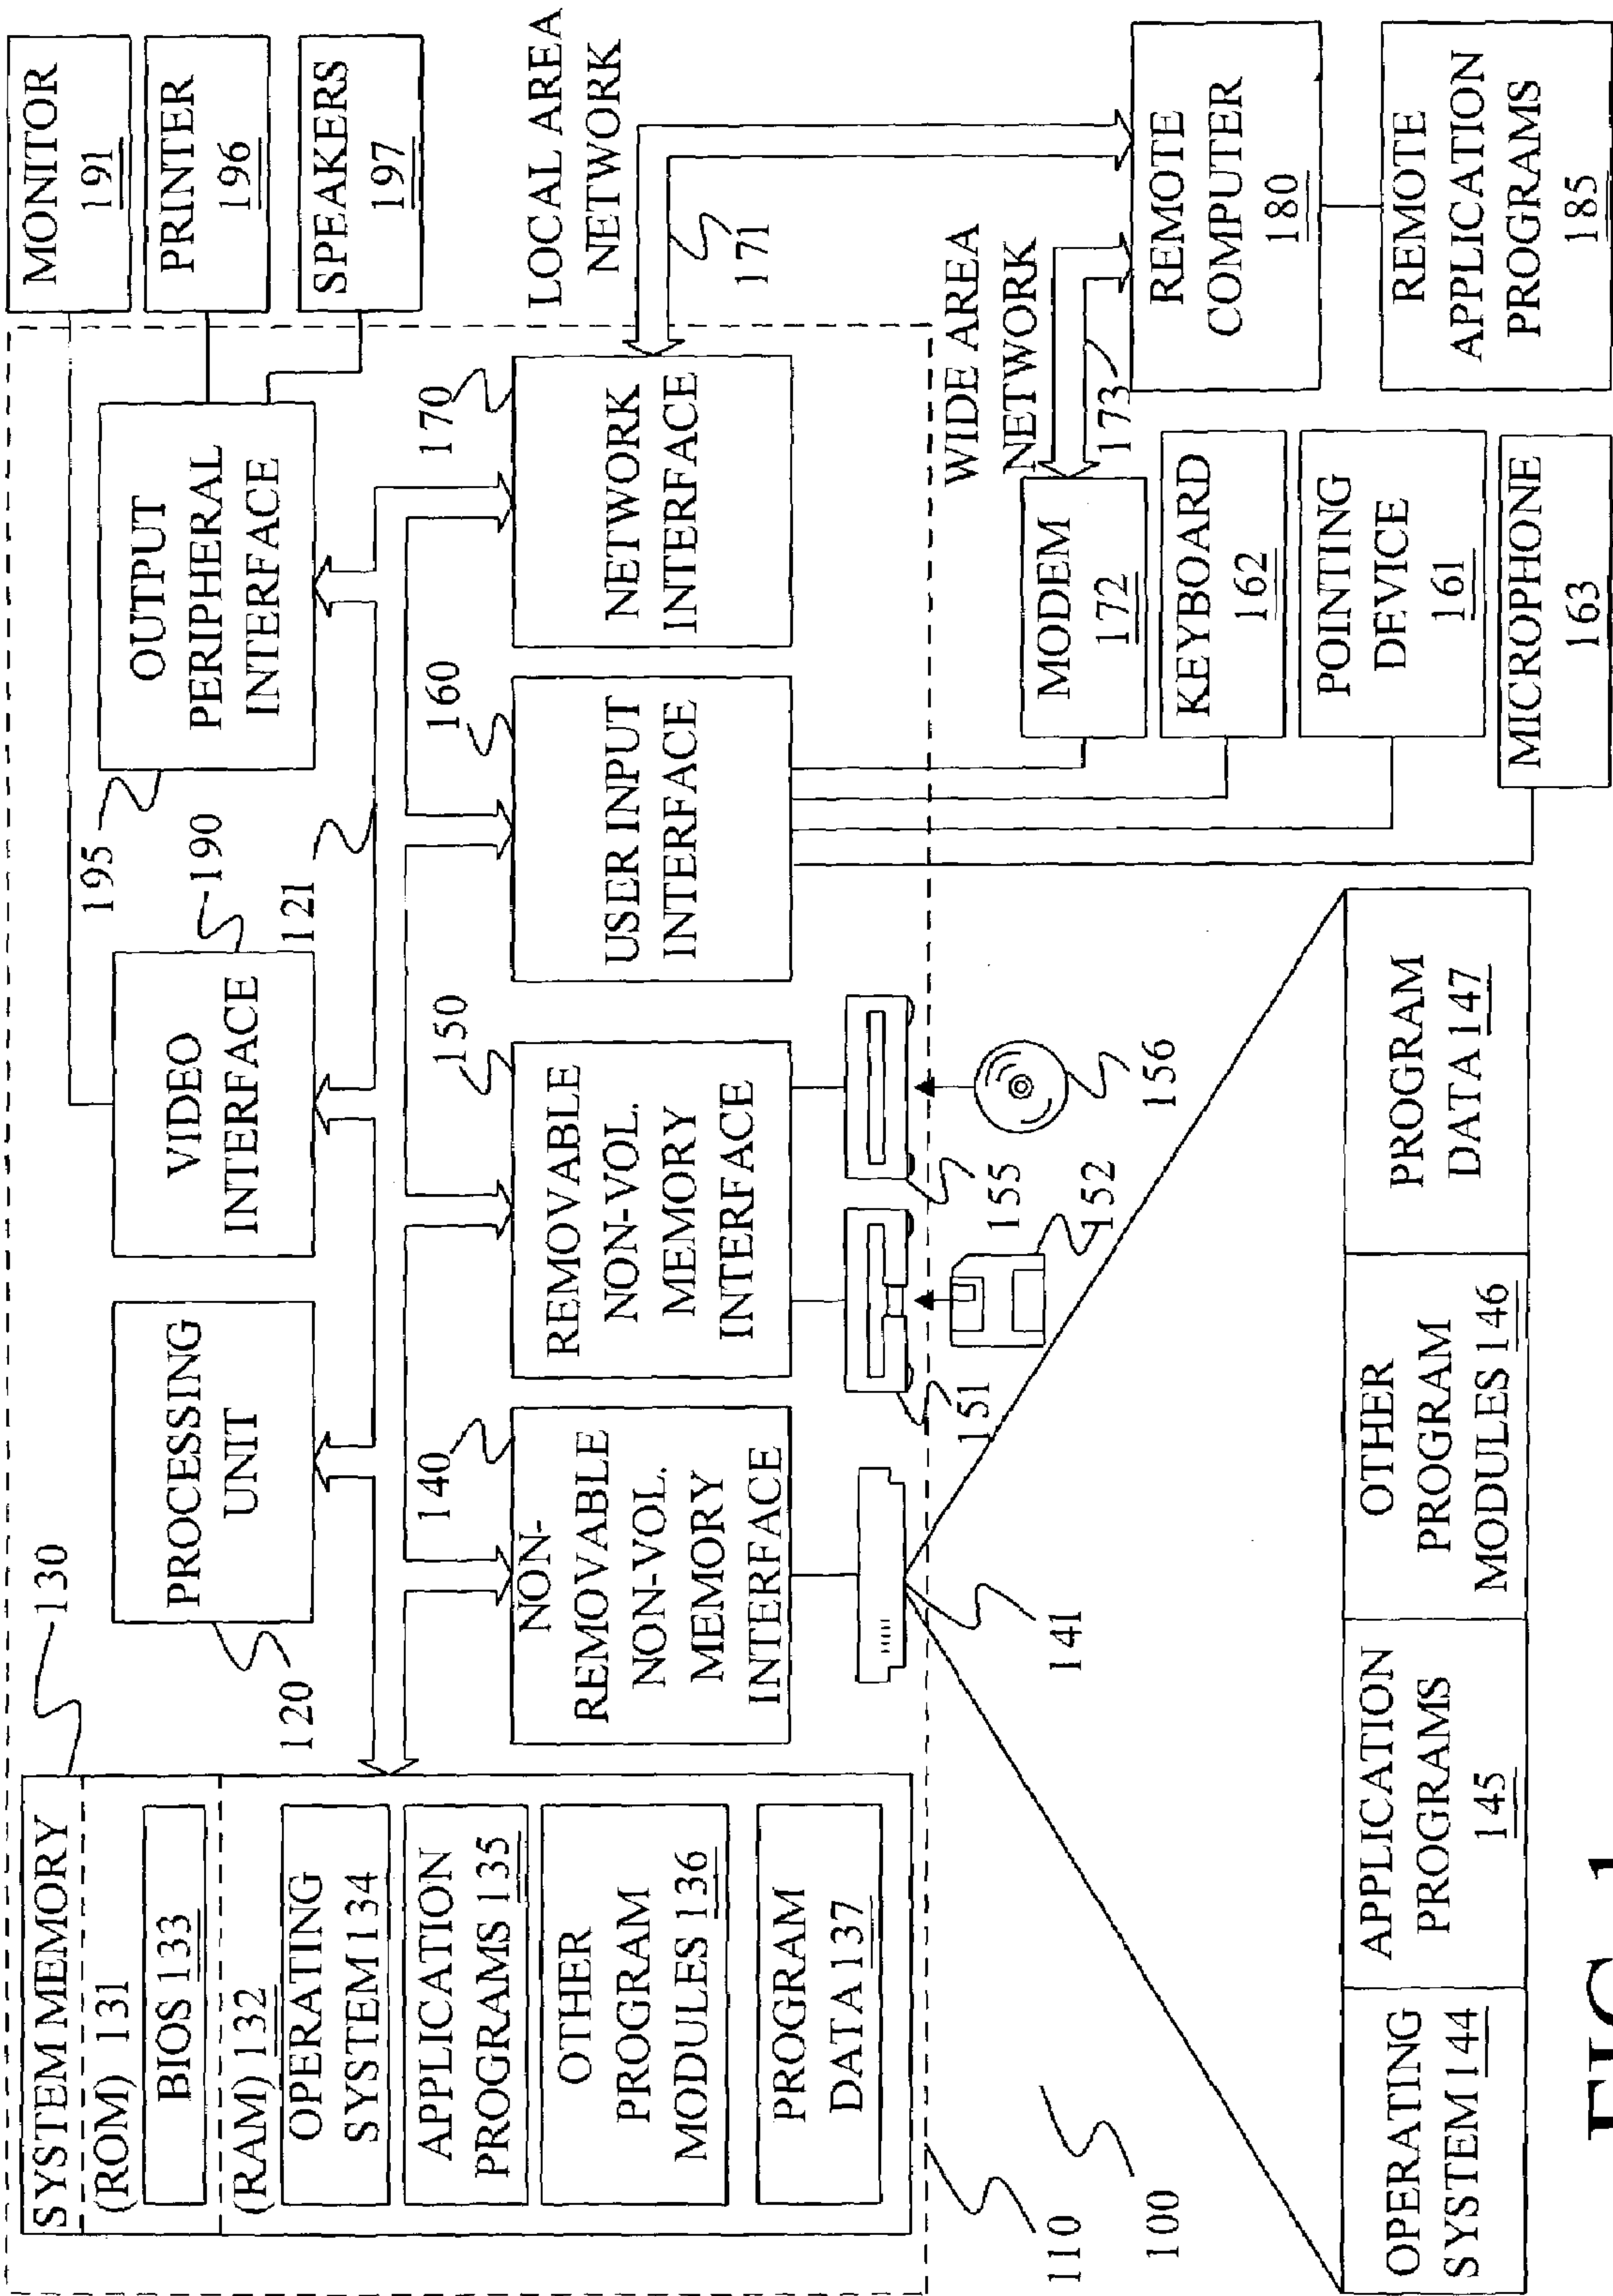 SYSTEM MEMORY
130
(ROM) 131
BIOS 133
(RAM) 132
OPERATING
SYSTEM 134
APPLICATION
PROGRAMS 135
OTHER
PROGRAM
MODULES 136
PROGRAM
DATA 137
120
PROCESSING
UNIT
VIDEO
INTERFACE
190
195
121
OUTPUT
PERIPHERAL
INTERFACE
MONITOR
191
PRINTER
196
SPEAKERS
197
140
NON-
REMOVABLE
NON-VOL.
MEMORY
INTERFACE
150
REMOVABLE
NON-VOL.
MEMORY
INTERFACE
160
USER INPUT
INTERFACE
170
NETWORK
INTERFACE
LOCAL AREA
NETWORK
171
141
151
155
152
156
WIDE AREA
NETWORK
173
MODEM
172
KEYBOARD
162
POINTING
DEVICE
161
MICROPHONE
163
REMOTE
COMPUTER
180
REMOTE
APPLICATION
PROGRAMS
185
110
100
OPERATING
SYSTEM 144
APPLICATION
PROGRAMS
145
OTHER
PROGRAM
MODULES 146
PROGRAM
DATA 147